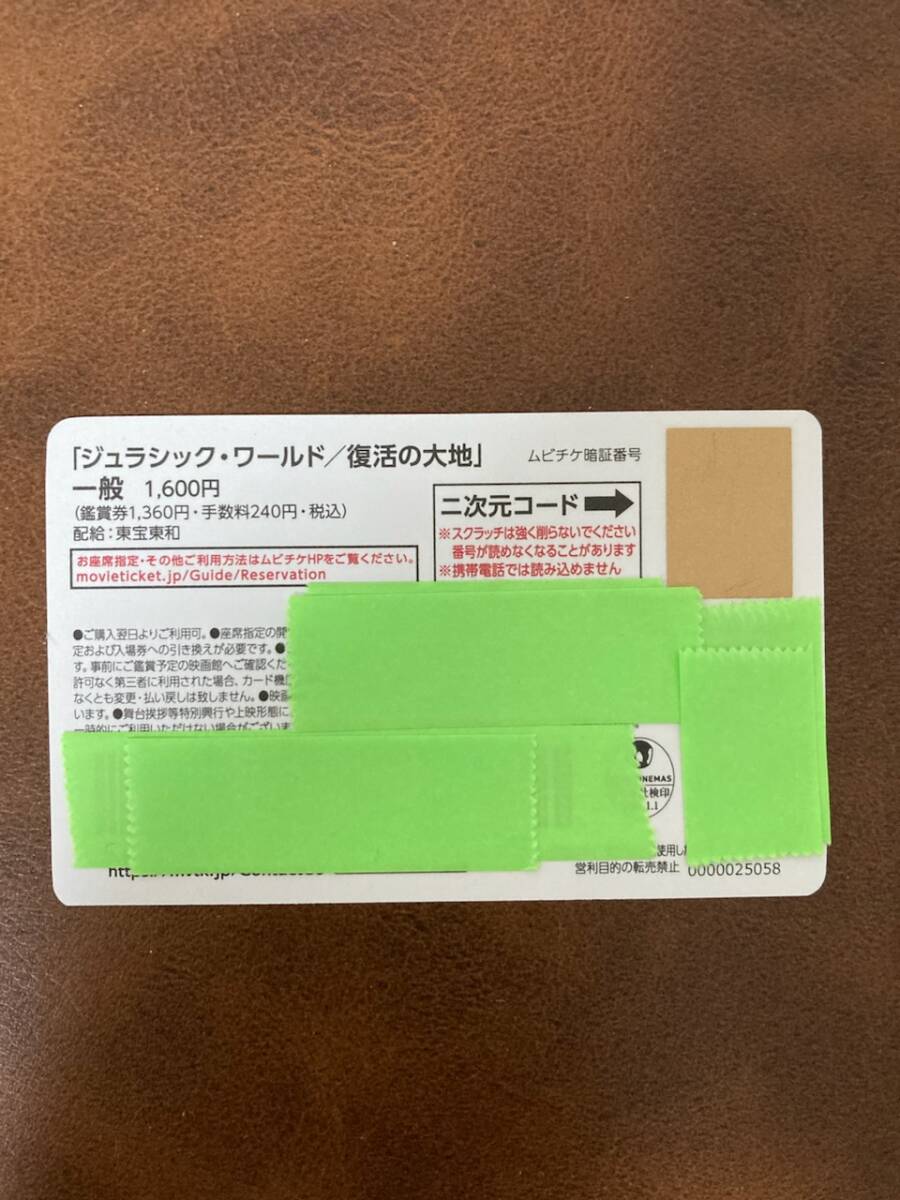 「ジュラシック・ワールド／復活の大地」
一般 1,600円
(鑑賞券1,360円・手数料240円・税込)
配給：東宝東和
お座席指定・その他ご利用方法はムビチケHPをご覧ください。
movieticket.jp/Guide/Reservation
ムビチケ暗証番号
二次元コード
※スクラッチは強く削らないでください
番号が読めなくなることがあります
※携帯電話では読み込めません
●ご購入翌日よりご利用可。●座席指定の開
定および入場券への引き換えが必要です。●
す。事前にご鑑賞予定の映画館へご確認くだ
許可なく第三者に利用された場合、カード機
なくとも変更・払い戻しは致しません。●映画
います。●舞台挨拶等特別興行や上映形態に
一時的にご利用いただけない場合がございま
NEMAS
社検印
1.1
使用し
営利目的の転売禁止 0000025058